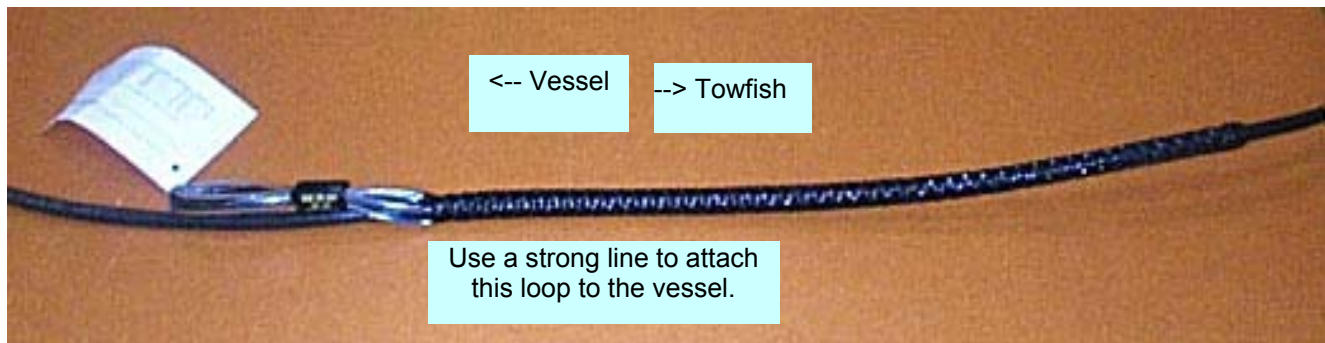 <-- Vessel
--> Towfish
Use a strong line to attach
this loop to the vessel.